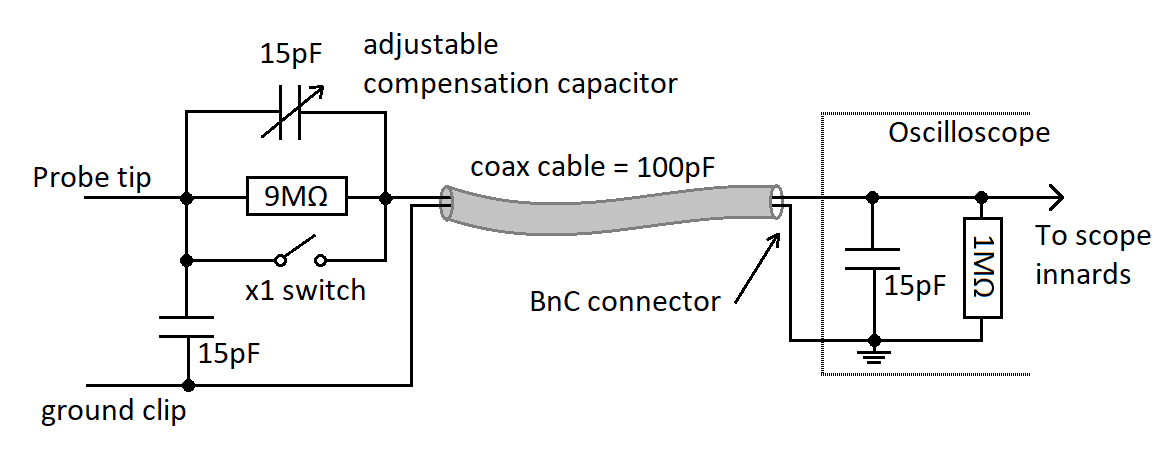 15pF
adjustable
compensation capacitor
Oscilloscope
coax cable = 100pF
Probe tip
9MΩ
1MΩ
To scope
innards
x1 switch
BnC connector
15pF
15pF
ground clip